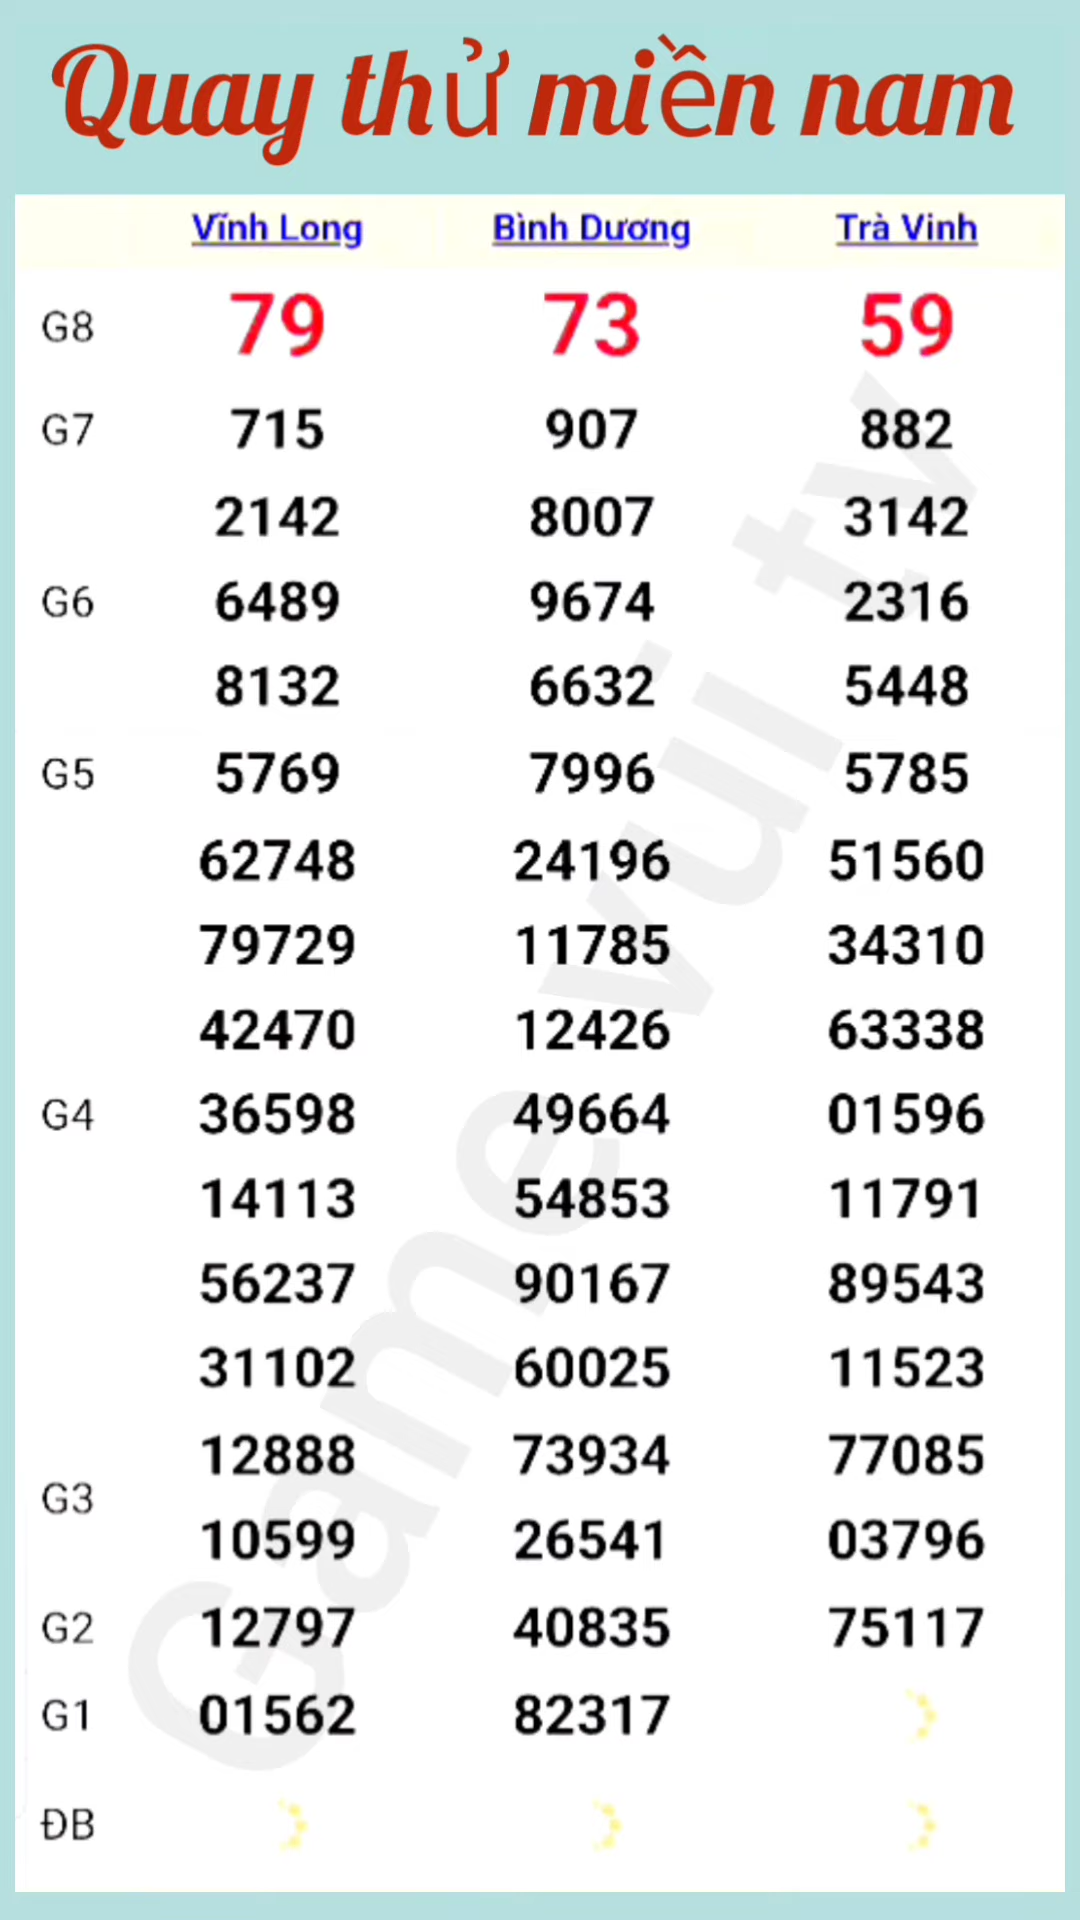 Quay thử miền nam
Vĩnh Long Bình Dương Trà Vinh
G8 79 73 59
G7 715 907 882
2142 8007 3142
G6 6489 9674 2316
8132 6632 5448
G5 5769 7996 5785
62748 24196 51560
79729 11785 34310
42470 12426 63338
G4 36598 49664 01596
14113 54853 11791
56237 90167 89543
31102 60025 11523
12888 73934 77085
G3
10599 26541 03796
G2 12797 40835 75117
G1 01562 82317
ĐB
Game vui tv